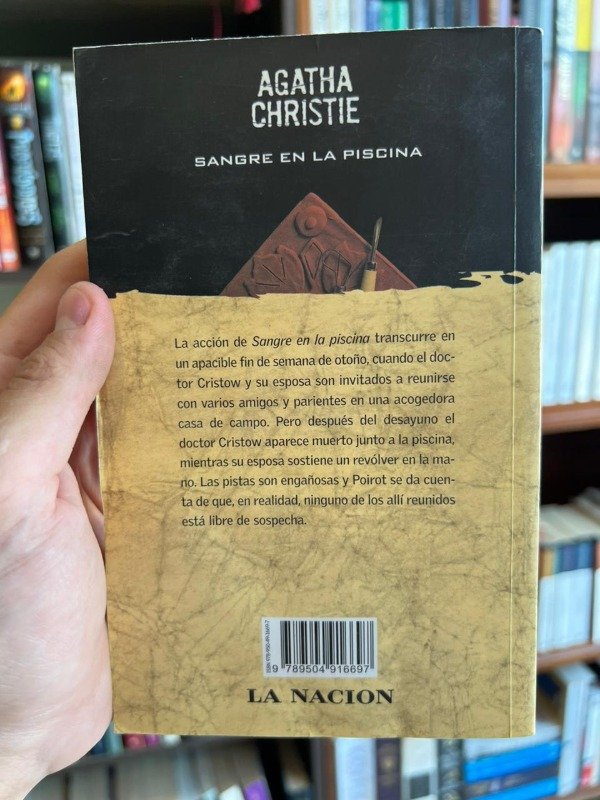 AGATHA
CHRISTIE
SANGRE EN LA PISCINA
La acción de Sangre en la piscina transcurre en
un apacible fin de semana de otoño, cuando el doc-
tor Cristow y su esposa son invitados a reunirse
con varios amigos y parientes en una acogedora
casa de campo. Pero después del desayuno el
doctor Cristow aparece muerto junto a la piscina,
mientras su esposa sostiene un revólver en la ma-
no. Las pistas son engañosas y Poirot se da cuen-
ta de que, en realidad, ninguno de los allí reunidos
está libre de sospecha.
9 789504 916697
LA NACION